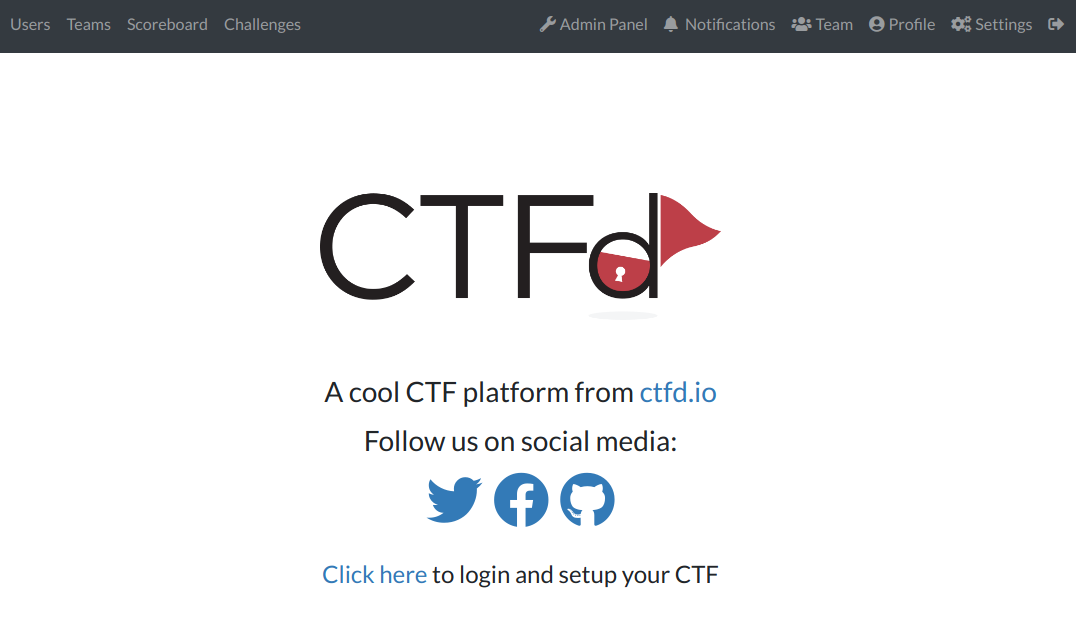 Users Teams Scoreboard Challenges Admin Panel Notifications Team Profile Settings
CTFd
A cool CTF platform from ctfd.io
Follow us on social media:
Click here to login and setup your CTF